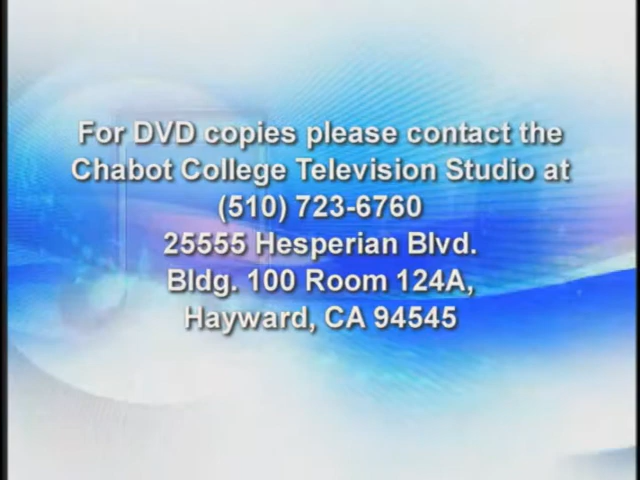 For DVD copies please contact the
Chabot College Television Studio at
(510) 723-6760
25555 Hesperian Blvd.
Bldg. 100 Room 124A,
Hayward, CA 94545